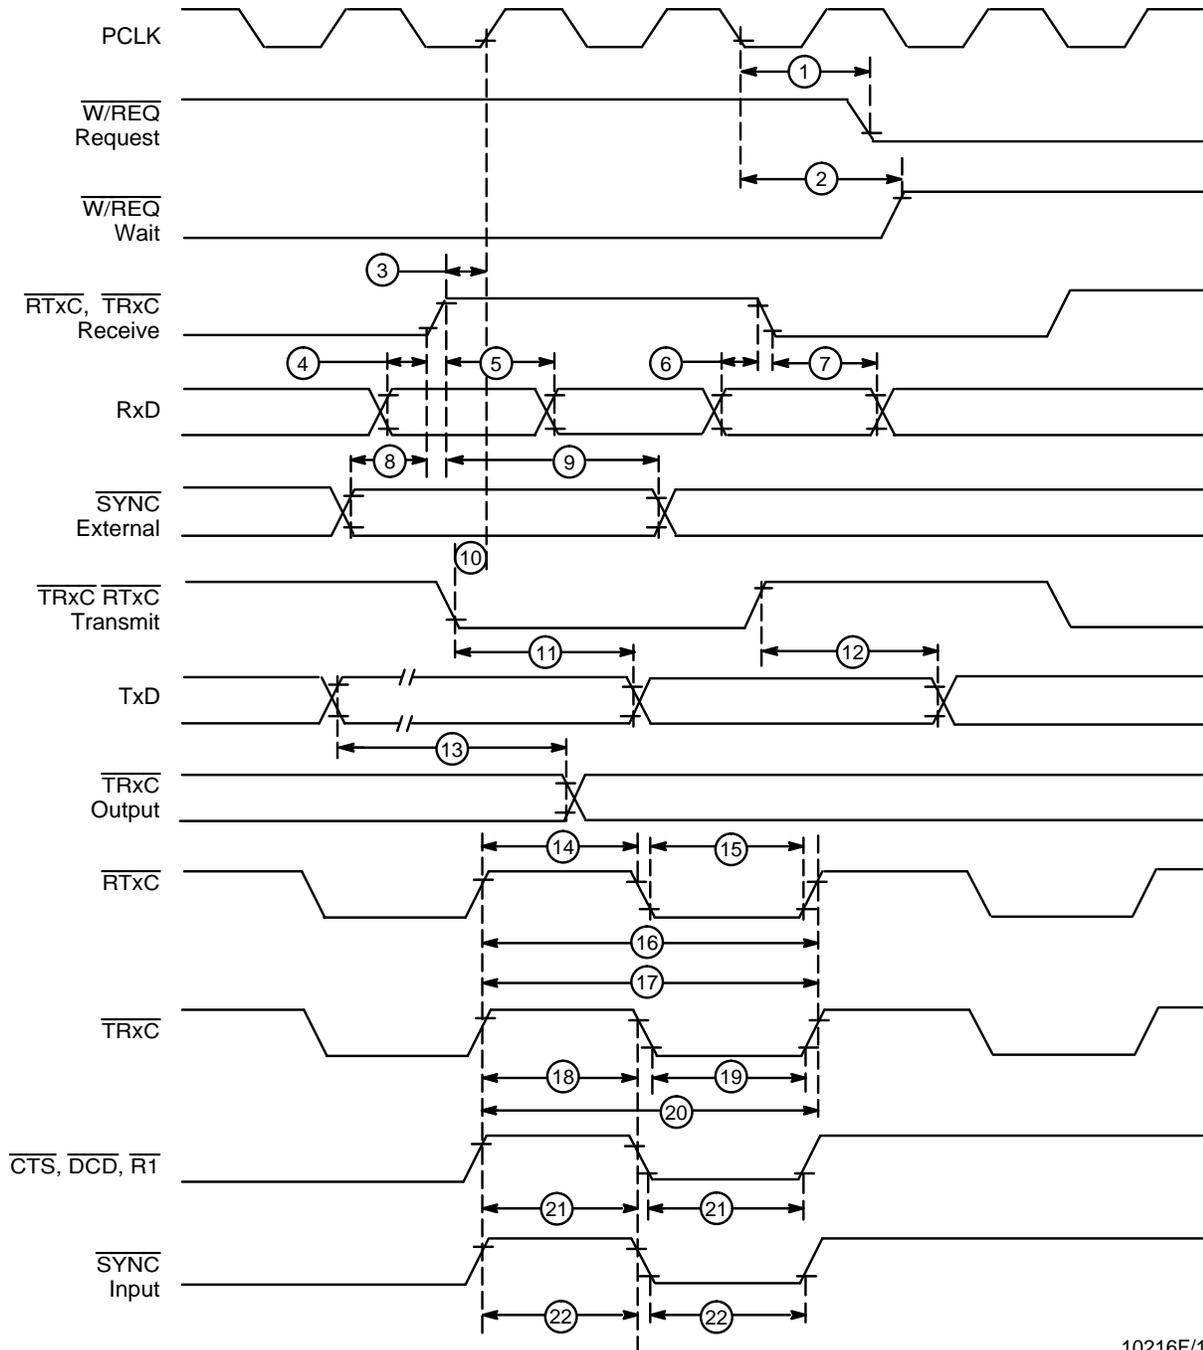 PCLK
1
W/REQ
Request
2
W/REQ
Wait
3
RTxC, TRxC
Receive
4
5
6
7
RxD
8
9
SYNC
External
10
TRxC RTxC
Transmit
11
12
TxD
13
TRxC
Output
14
15
RTxC
16
17
TRxC
18
19
20
CTS, DCD, R1
21
21
SYNC
Input
22
22